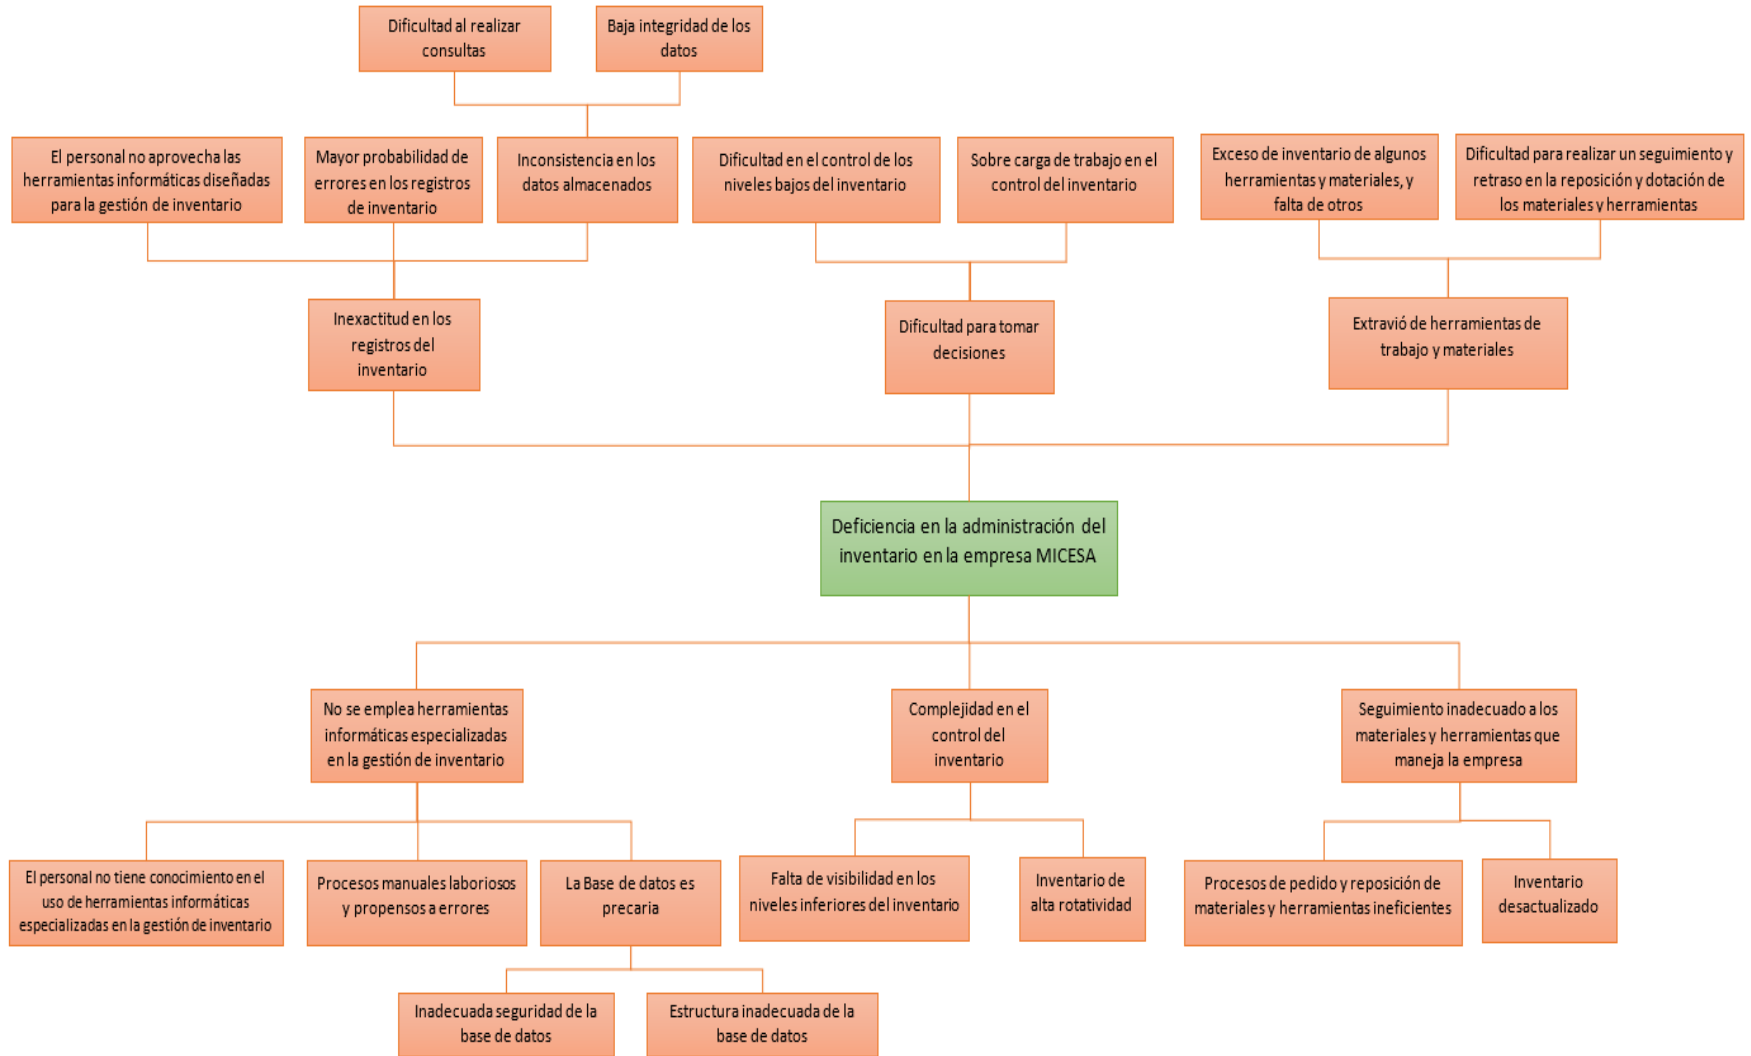 Dificultad al realizar
consultas
Baja integridad de los
datos
El personal no aprovecha las
herramientas informáticas diseñadas
para la gestión de inventario
Mayor probabilidad de
errores en los registros
de inventario
Inconsistencia en los
datos almacenados
Dificultad en el control de los
niveles bajos del inventario
Sobre carga de trabajo en el
control del inventario
Exceso de inventario de algunos
herramientas y materiales, y
falta de otros
Dificultad para realizar un seguimiento y
retraso en la reposición y dotación de
los materiales y herramientas
Inexactitud en los
registros del
inventario
Dificultad para tomar
decisiones
Extravió de herramientas de
trabajo y materiales
Deficiencia en la administración del
inventario en la empresa MICESA
No se emplea herramientas
informáticas especializadas
en la gestión de inventario
Complejidad en el
control del
inventario
Seguimiento inadecuado a los
materiales y herramientas que
maneja la empresa
El personal no tiene conocimiento en el
uso de herramientas informáticas
especializadas en la gestión de inventario
Procesos manuales laboriosos
y propensos a errores
La Base de datos es
precaria
Falta de visibilidad en los
niveles inferiores del inventario
Inventario de
alta rotatividad
Procesos de pedido y reposición de
materiales y herramientas ineficientes
Inventario
desactualizado
Inadecuada seguridad de la
base de datos
Estructura inadecuada de la
base de datos